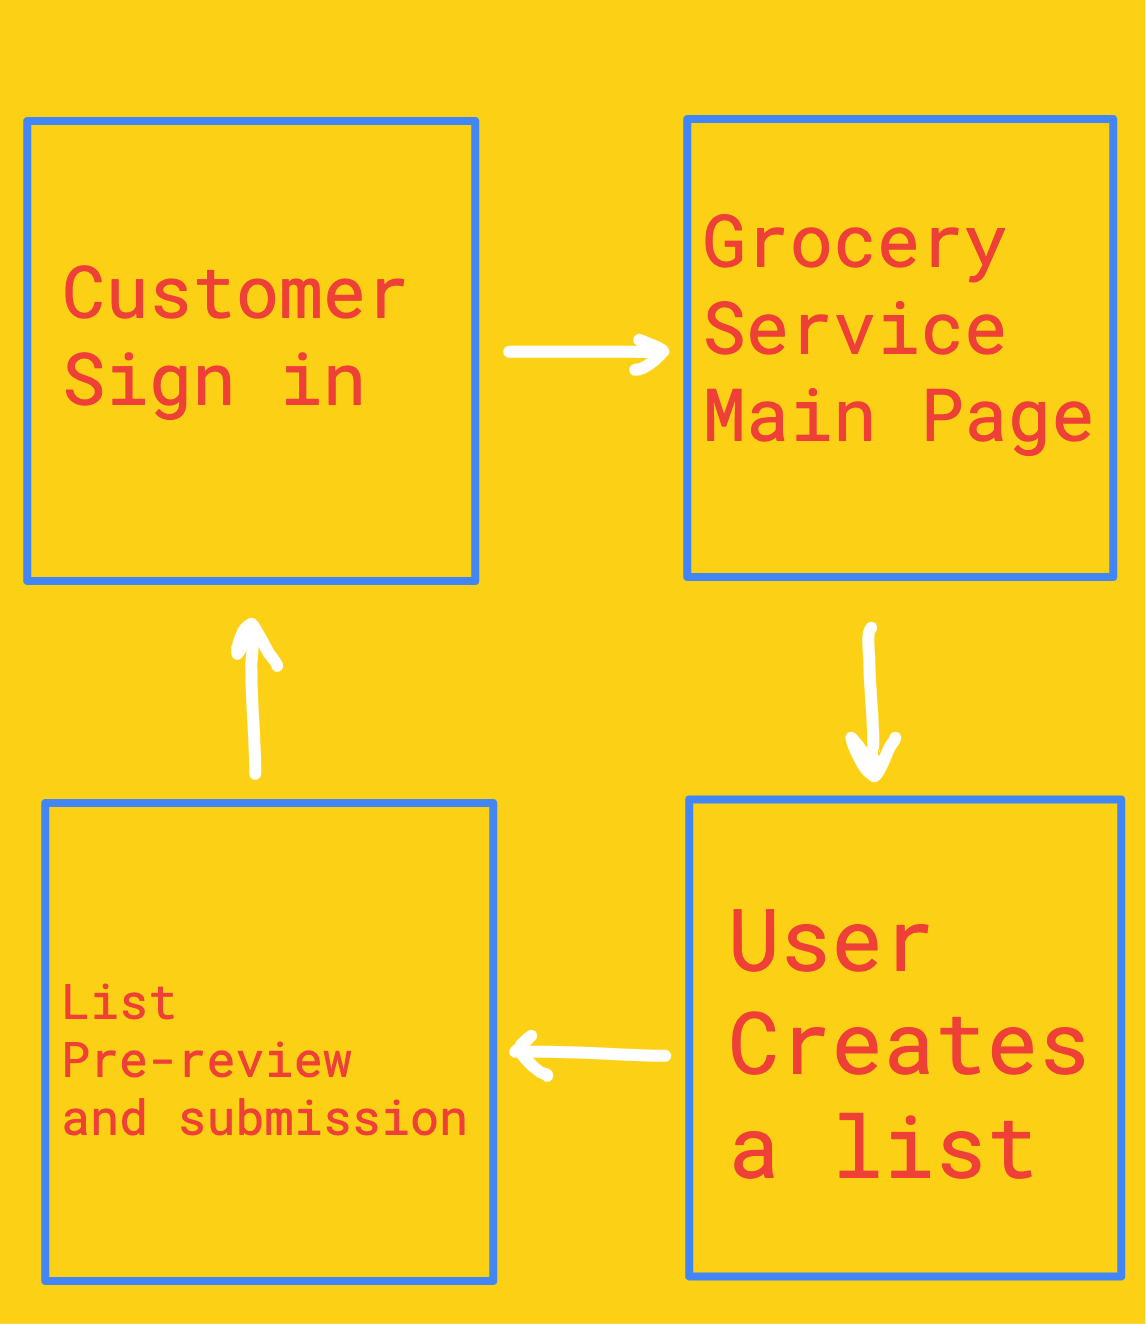 Customer
Sign in
Grocery
Service
Main Page
User
Creates
a list
List
Pre-review
and submission